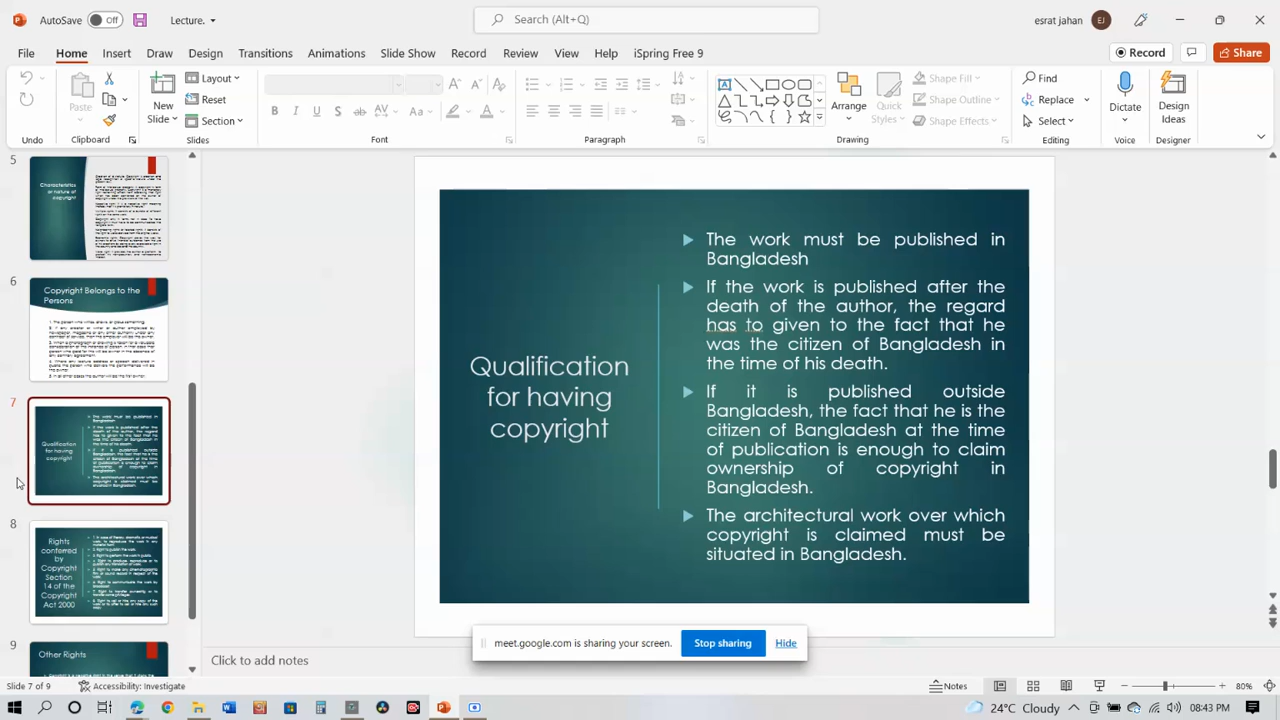 AutoSave Off Lecture. Search (Alt+Q) esrat jahan EJ
File Home Insert Draw Design Transitions Animations Slide Show Record Review View Help iSpring Free 9 Record Share
Undo
Paste
Clipboard
New
Slide
Layout
Reset
Section
Slides
Font
Paragraph
Arrange
Quick
Styles
Shape Fill
Shape Outline
Shape Effects
Drawing
Find
Replace
Select
Editing
Dictate
Voice
Design
Ideas
Designer
5
Characteristics
or nature of
copyright
6
Copyright Belongs to the
Persons
7
Qualification
for having
copyright
8
Rights
conferred
by
Copyright
Section
14 of the
Copyright
Act 2000
9
Other Rights
Qualification
for having
copyright
The work must be published in
Bangladesh
If the work is published after the
death of the author, the regard
has to given to the fact that he
was the citizen of Bangladesh in
the time of his death.
If it is published outside
Bangladesh, the fact that he is the
citizen of Bangladesh at the time
of publication is enough to claim
ownership of copyright in
Bangladesh.
The architectural work over which
copyright is claimed must be
situated in Bangladesh.
meet.google.com is sharing your screen. Stop sharing Hide
Click to add notes
Slide 7 of 9 Accessibility: Investigate Notes 80%
24°C Cloudy 08:43 PM